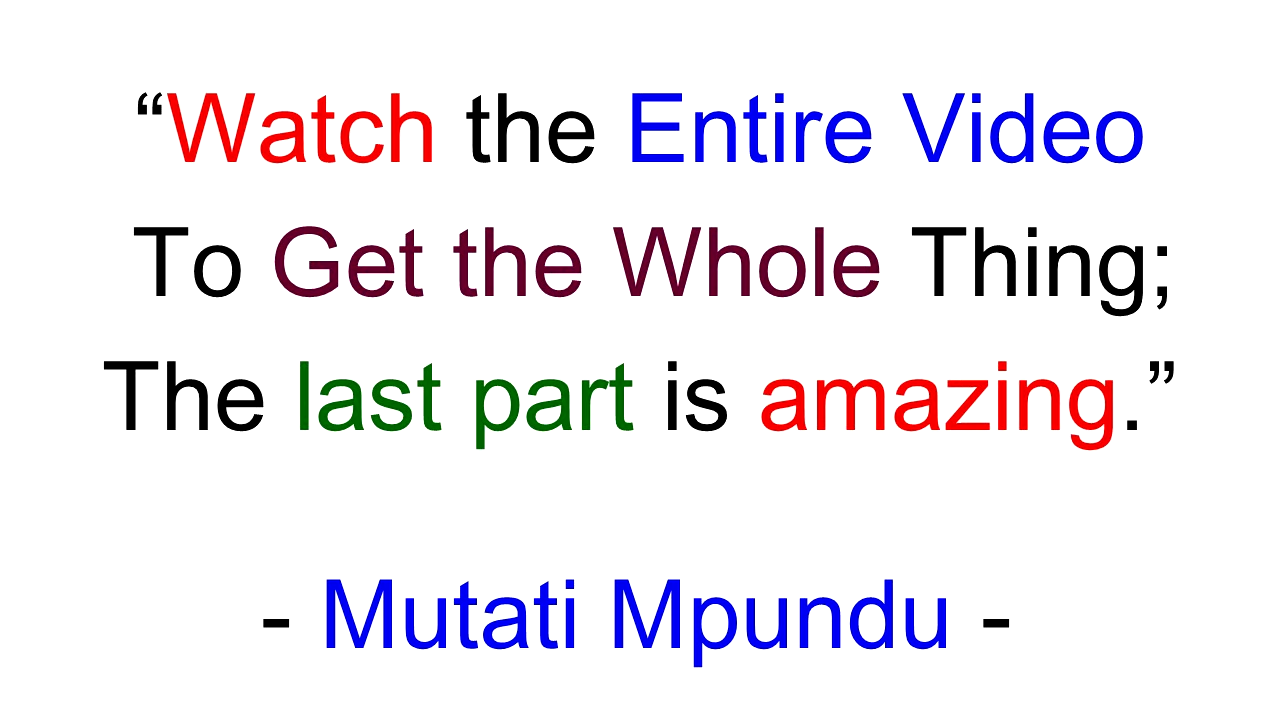 “Watch the Entire Video
To Get the Whole Thing;
The last part is amazing.”
- Mutati Mpundu -